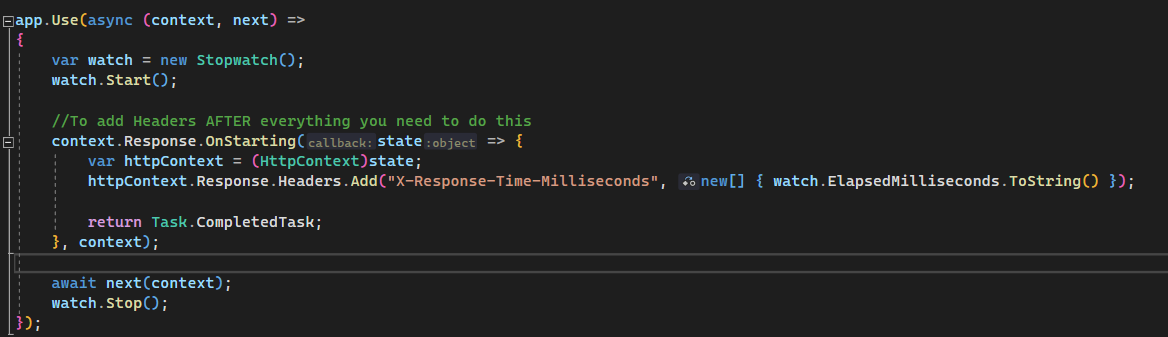 app.Use(async (context, next) =>
{
    var watch = new Stopwatch();
    watch.Start();

    //To add Headers AFTER everything you need to do this
    context.Response.OnStarting(callback: state:object => {
        var httpContext = (HttpContext)state;
        httpContext.Response.Headers.Add("X-Response-Time-Milliseconds", new[] { watch.ElapsedMilliseconds.ToString() });

        return Task.CompletedTask;
    }, context);

    await next(context);
    watch.Stop();
});